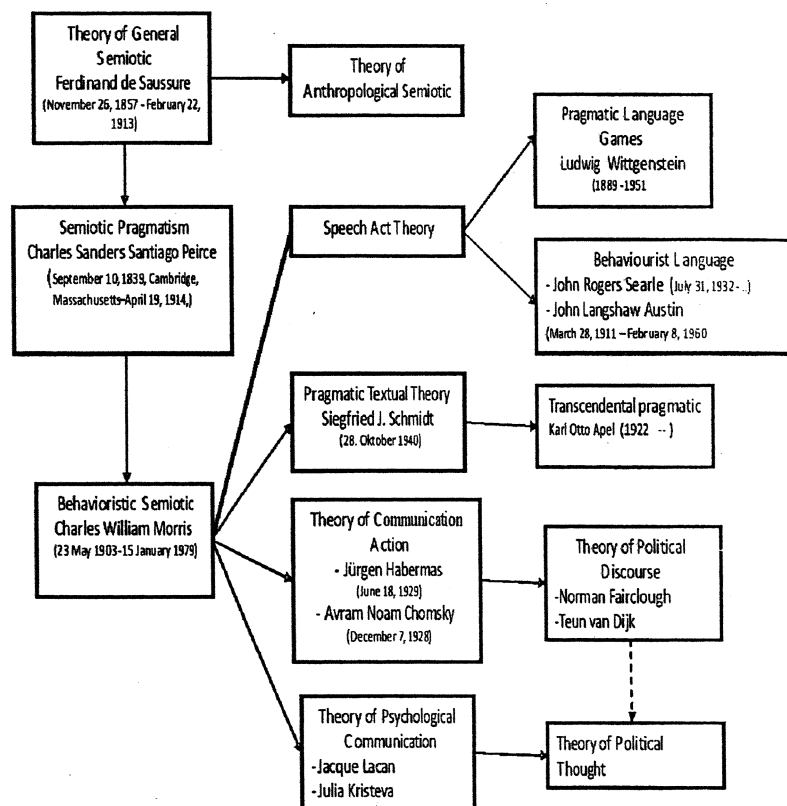 Theory of General
Semiotic
Ferdinand de Saussure
(November 26, 1857 - February 22,
1913)
Theory of
Anthropological Semiotic
Pragmatic Language
Games
Ludwig Wittgenstein
(1889 -1951
Semiotic Pragmatism
Charles Sanders Santiago Peirce
(September 10, 1839, Cambridge,
Massachusetts–April 19, 1914,)
Speech Act Theory
Behaviourist Language
- John Rogers Searle (July 31, 1932 - ..)
- John Langshaw Austin
(March 28, 1911 – February 8, 1960
Pragmatic Textual Theory
Siegfried J. Schmidt
(28. Oktober 1940)
Transcendental pragmatic
Karl Otto Apel (1922 -- )
Behavioristic Semiotic
Charles William Morris
(23 May 1903-15 January 1979)
Theory of Communication
Action
- Jürgen Habermas
(June 18, 1929)
- Avram Noam Chomsky
(December 7, 1928)
Theory of Political
Discourse
-Norman Fairclough
-Teun van Dijk
Theory of Psychological
Communication
- Jacque Lacan
- Julia Kristeva
Theory of Political
Thought